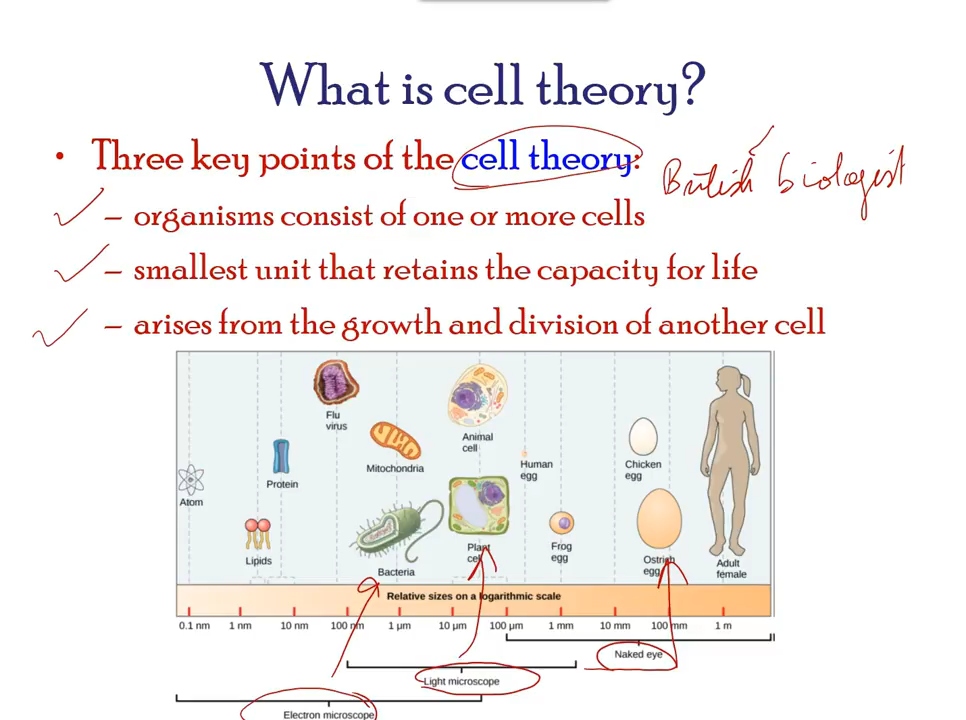 What is cell theory?
• Three key points of the cell theory:
British biologist
– organisms consist of one or more cells
– smallest unit that retains the capacity for life
– arises from the growth and division of another cell
Flu
virus
Animal
cell
Mitochondria
Human
egg
Chicken
egg
Protein
Atom
Lipids
Bacteria
Plant
cell
Frog
egg
Ostrich
egg
Adult
female
Relative sizes on a logarithmic scale
0.1 nm 1 nm 10 nm 100 nm 1 µm 10 µm 100 µm 1 mm 10 mm 100 mm 1 m
Naked eye
Light microscope
Electron microscope